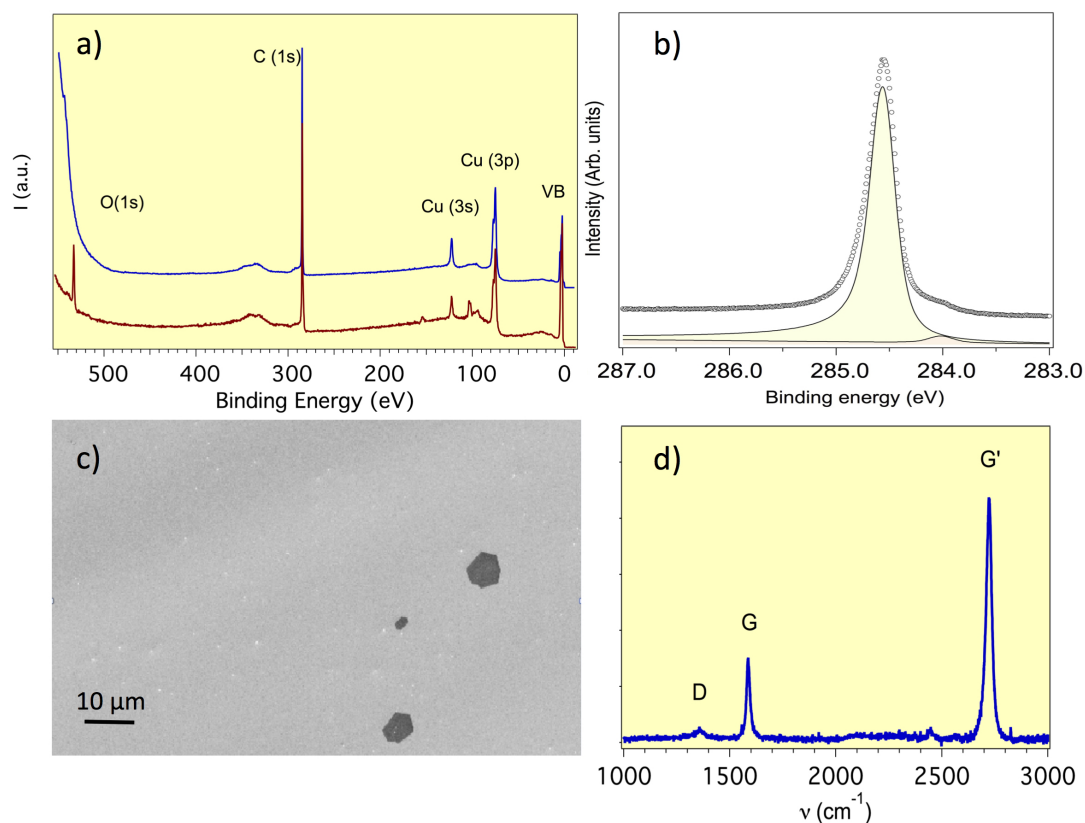 a)
C (1s)
Cu (3p)
O(1s)
Cu (3s)
VB
I (a.u.)
500 400 300 200 100 0
Binding Energy (eV)
b)
Intensity (Arb. units)
287.0 286.0 285.0 284.0 283.0
Binding energy (eV)
c)
10 μm
d)
G'
G
D
1000 1500 2000 2500 3000
ν (cm⁻¹)